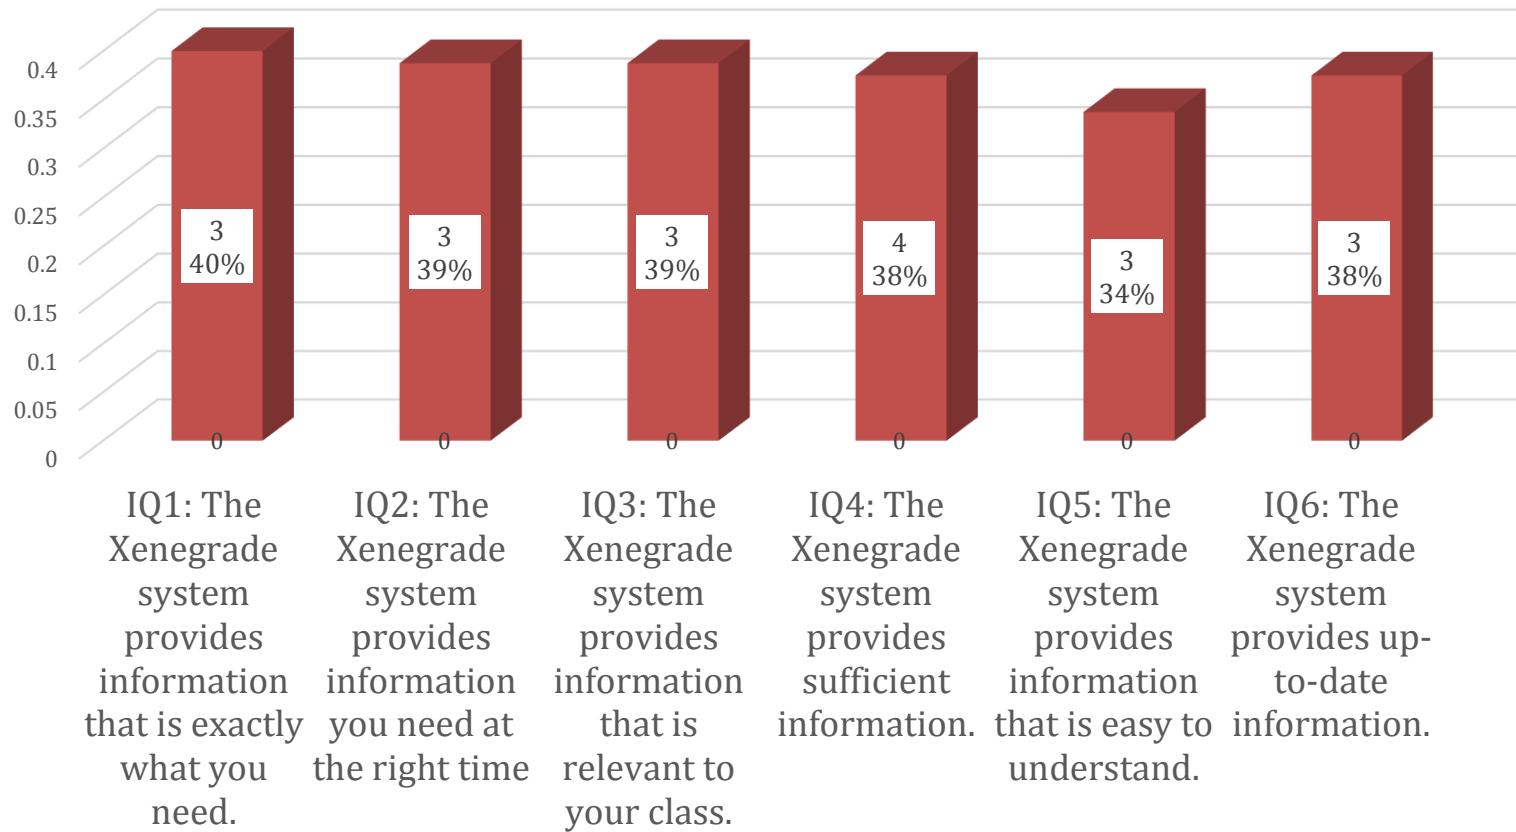 0.4
0.35
0.3
0.25
0.2
0.15
0.1
0.05
0
3
40%
0
3
39%
0
3
39%
0
4
38%
0
3
34%
0
3
38%
0
IQ1: The
Xenegrade
system
provides
information
that is exactly
what you
need.
IQ2: The
Xenegrade
system
provides
information
you need at
the right time
IQ3: The
Xenegrade
system
provides
information
that is
relevant to
your class.
IQ4: The
Xenegrade
system
provides
sufficient
information.
IQ5: The
Xenegrade
system
provides
information
that is easy to
understand.
IQ6: The
Xenegrade
system
provides up-
to-date
information.